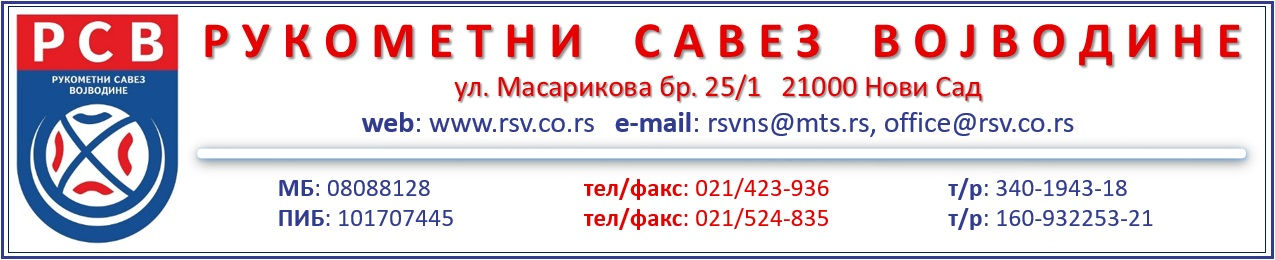 РСВ
РУКОМЕТНИ САВЕЗ
ВОЈВОДИНЕ
РУКОМЕТНИ САВЕЗ ВОЈВОДИНЕ
ул. Масарикова бр. 25/1 21000 Нови Сад
web: www.rsv.co.rs e-mail: rsvns@mts.rs, office@rsv.co.rs
МБ: 08088128 тел/факс: 021/423-936 т/р: 340-1943-18
ПИБ: 101707445 тел/факс: 021/524-835 т/р: 160-932253-21